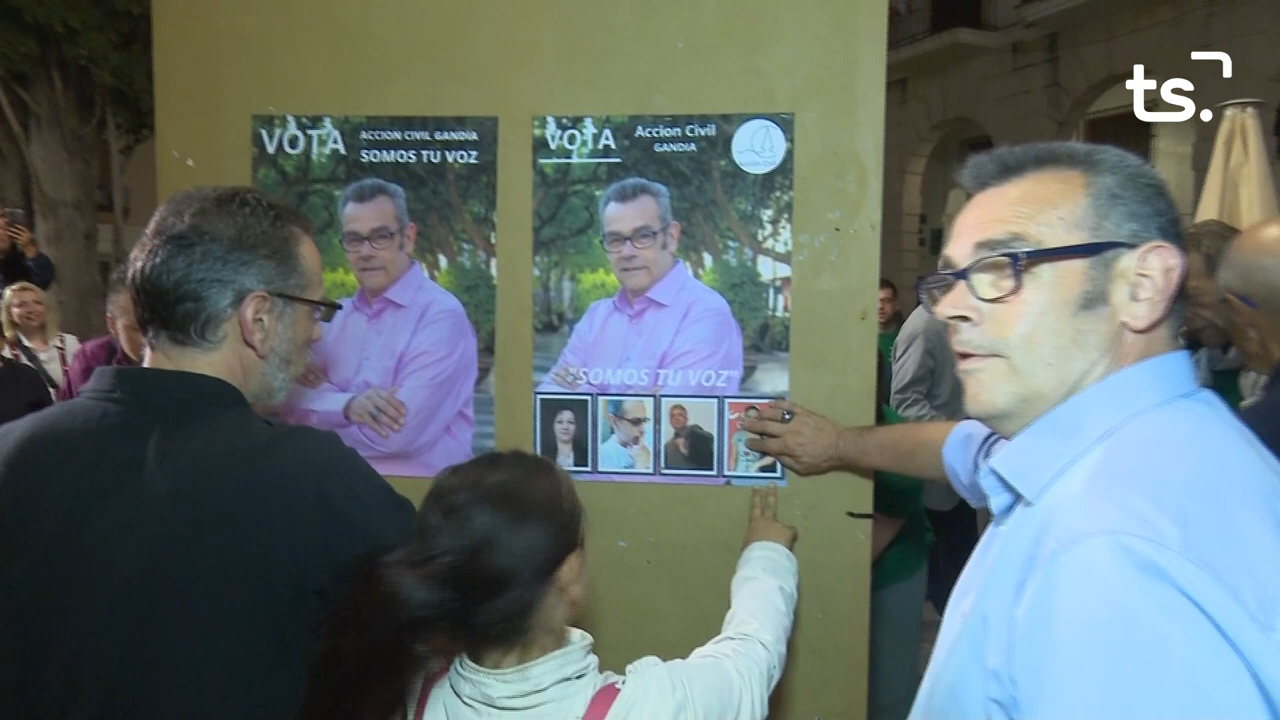 ts.
VOTA
ACCION CIVIL GANDIA
SOMOS TU VOZ
VOTA
Accion Civil
GANDIA
"SOMOS TU VOZ"